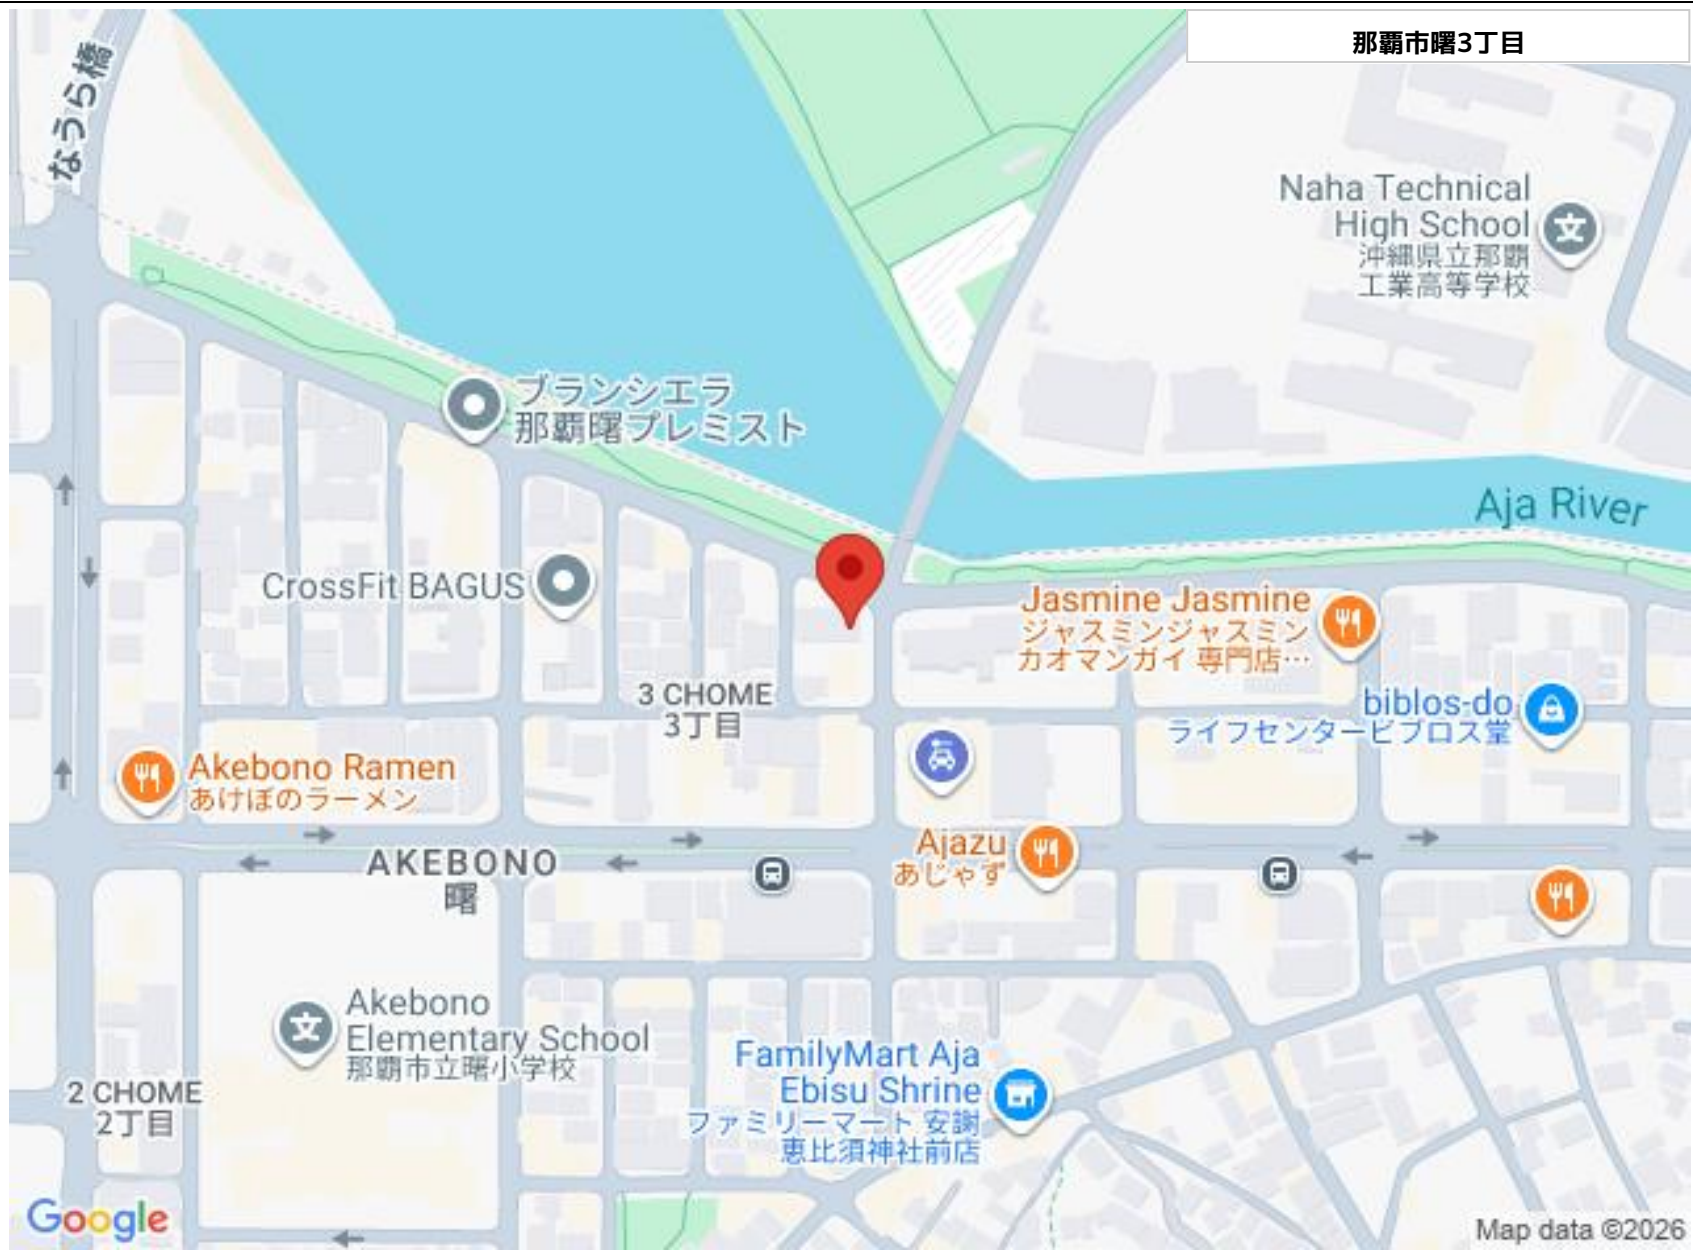 那覇市曙3丁目
なうら橋
Naha Technical
High School
沖縄県立那覇
工業高等学校
ブランシエラ
那覇曙プレミスト
Aja River
CrossFit BAGUS
Jasmine Jasmine
ジャスミンジャスミン
カオマンガイ 専門店…
3 CHOME
3丁目
biblos-do
ライフセンタービブロス堂
Akebono Ramen
あけぼのラーメン
Ajazu
あじゃず
AKEBONO
曙
Akebono
Elementary School
那覇市立曙小学校
FamilyMart Aja
Ebisu Shrine
ファミリーマート 安謝
恵比須神社前店
2 CHOME
2丁目
Google
Map data ©2026